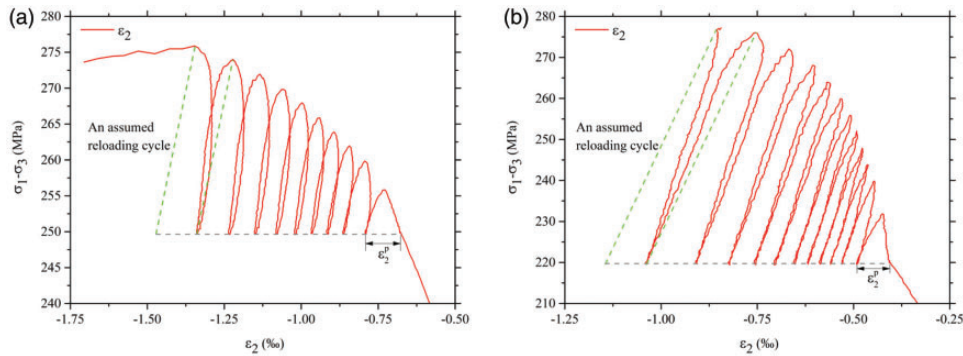 (a)
280
275
270
265
260
255
250
245
240
σ₁-σ₃ (MPa)
ε₂
An assumed
reloading cycle
ε₂ᵖ
-1.75 -1.50 -1.25 -1.00 -0.75 -0.50
ε₂ (‰)
(b)
280
270
260
250
240
230
220
210
σ₁-σ₃ (MPa)
ε₂
An assumed
reloading cycle
ε₂ᵖ
-1.25 -1.00 -0.75 -0.50 -0.25
ε₂ (‰)